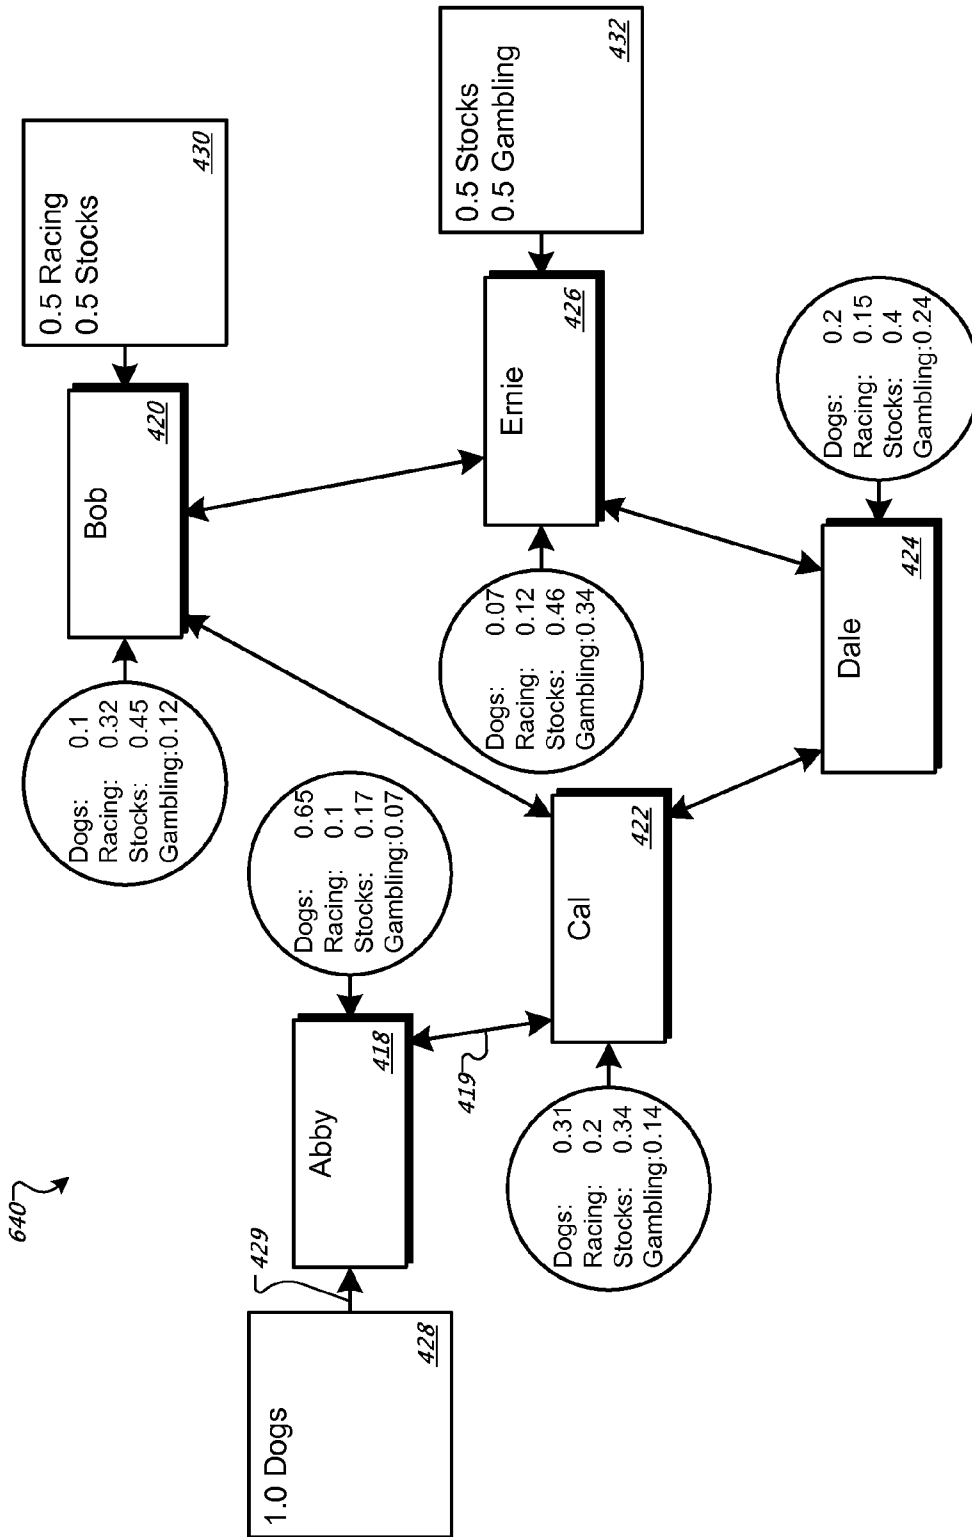 640
Dogs: 0.1
Racing: 0.32
Stocks: 0.45
Gambling:0.12
Bob
420
0.5 Racing
0.5 Stocks
430
1.0 Dogs
428
429
Abby
418
Dogs: 0.65
Racing: 0.1
Stocks: 0.17
Gambling:0.07
419
Dogs: 0.07
Racing: 0.12
Stocks: 0.46
Gambling:0.34
Ernie
426
0.5 Stocks
0.5 Gambling
432
Dogs: 0.31
Racing: 0.2
Stocks: 0.34
Gambling:0.14
Cal
422
Dale
424
Dogs: 0.2
Racing: 0.15
Stocks: 0.4
Gambling:0.24